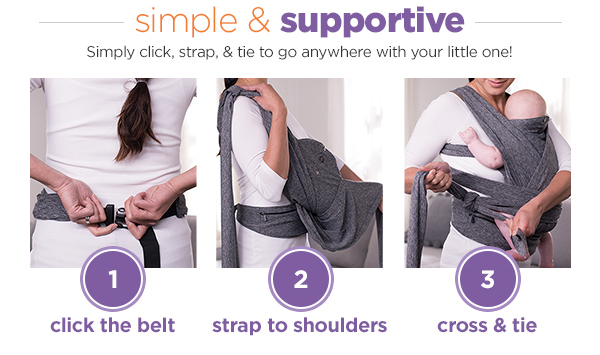 simple & supportive
Simply click, strap, & tie to go anywhere with your little one!
1 2 3
click the belt strap to shoulders cross & tie